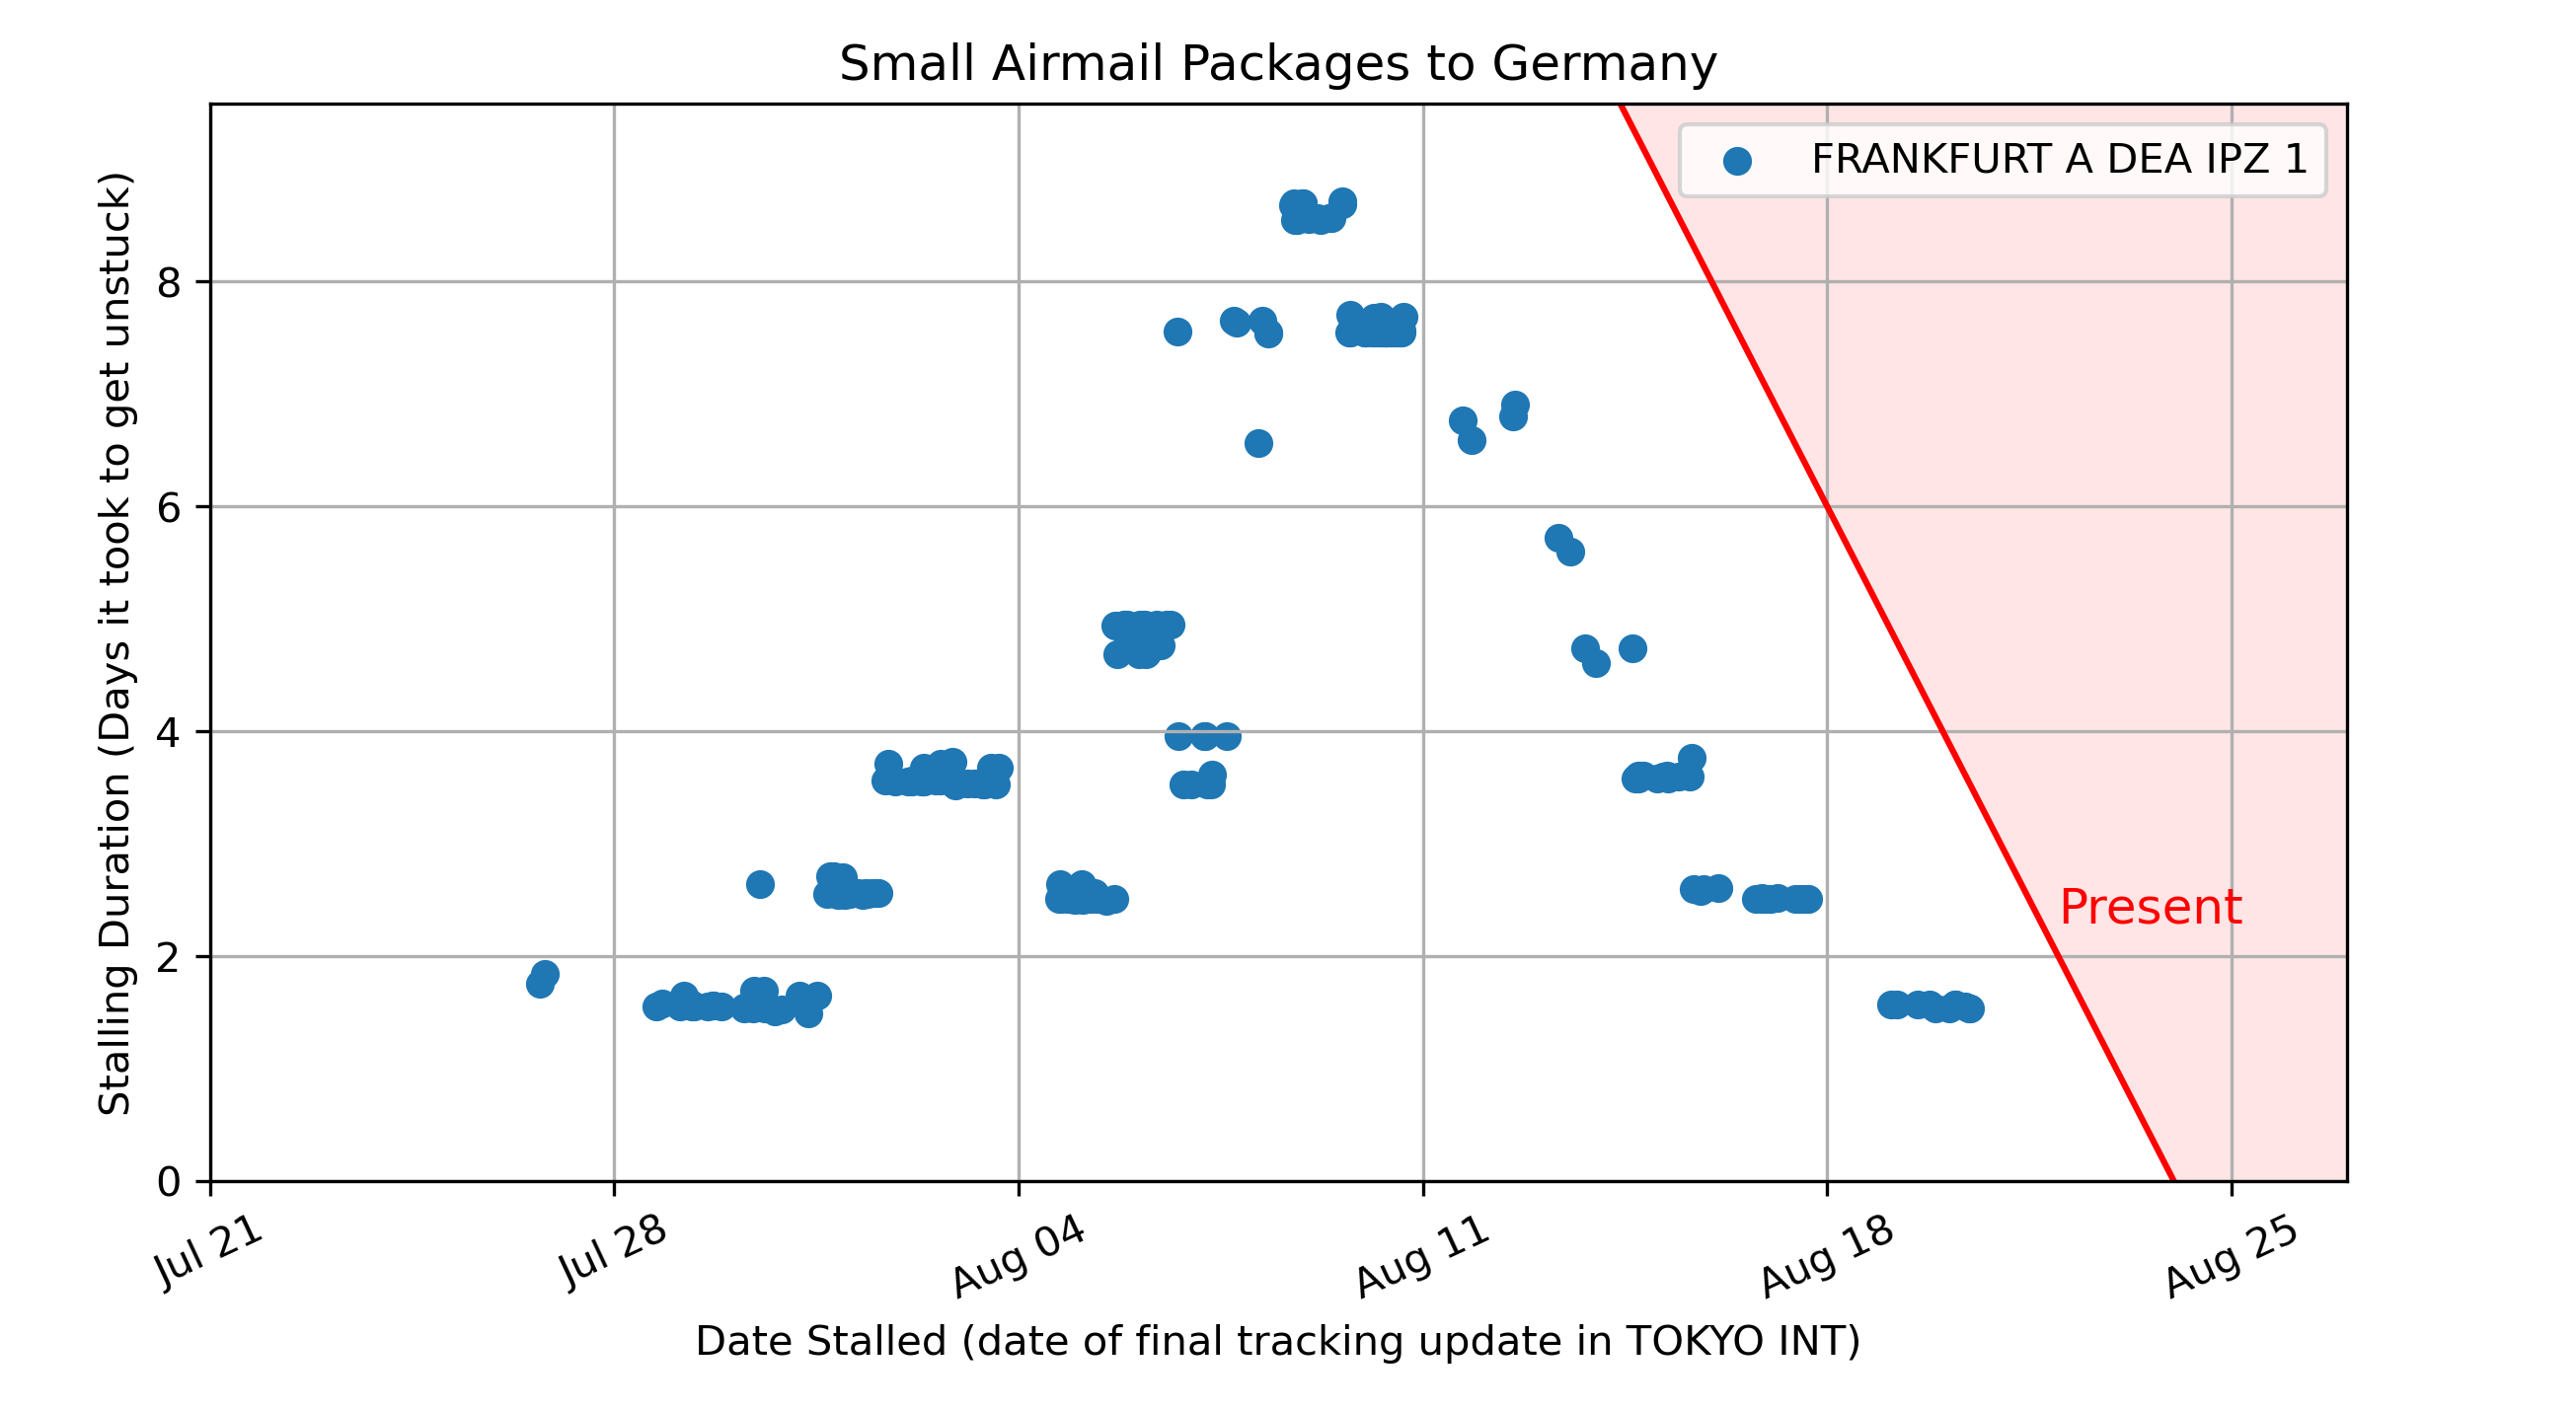 Small Airmail Packages to Germany
FRANKFURT A DEA IPZ 1
Stalling Duration (Days it took to get unstuck)
8
6
4
2
0
Present
Jul 21
Jul 28
Aug 04
Aug 11
Aug 18
Aug 25
Date Stalled (date of final tracking update in TOKYO INT)